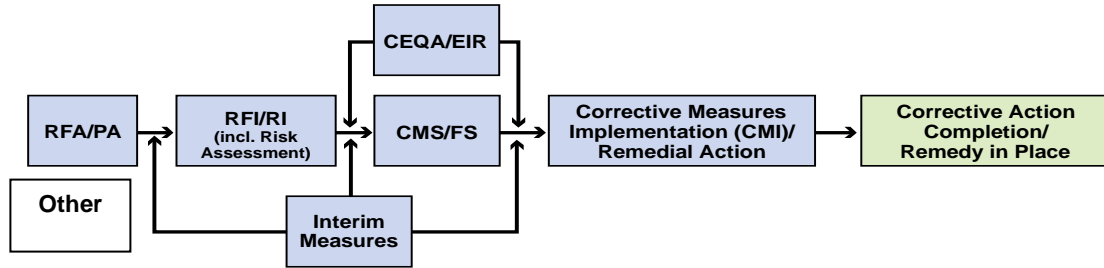 CEQA/EIR
RFA/PA
RFI/RI
(incl. Risk
Assessment)
CMS/FS
Corrective Measures
Implementation (CMI)/
Remedial Action
Corrective Action
Completion/
Remedy in Place
Other
Interim
Measures